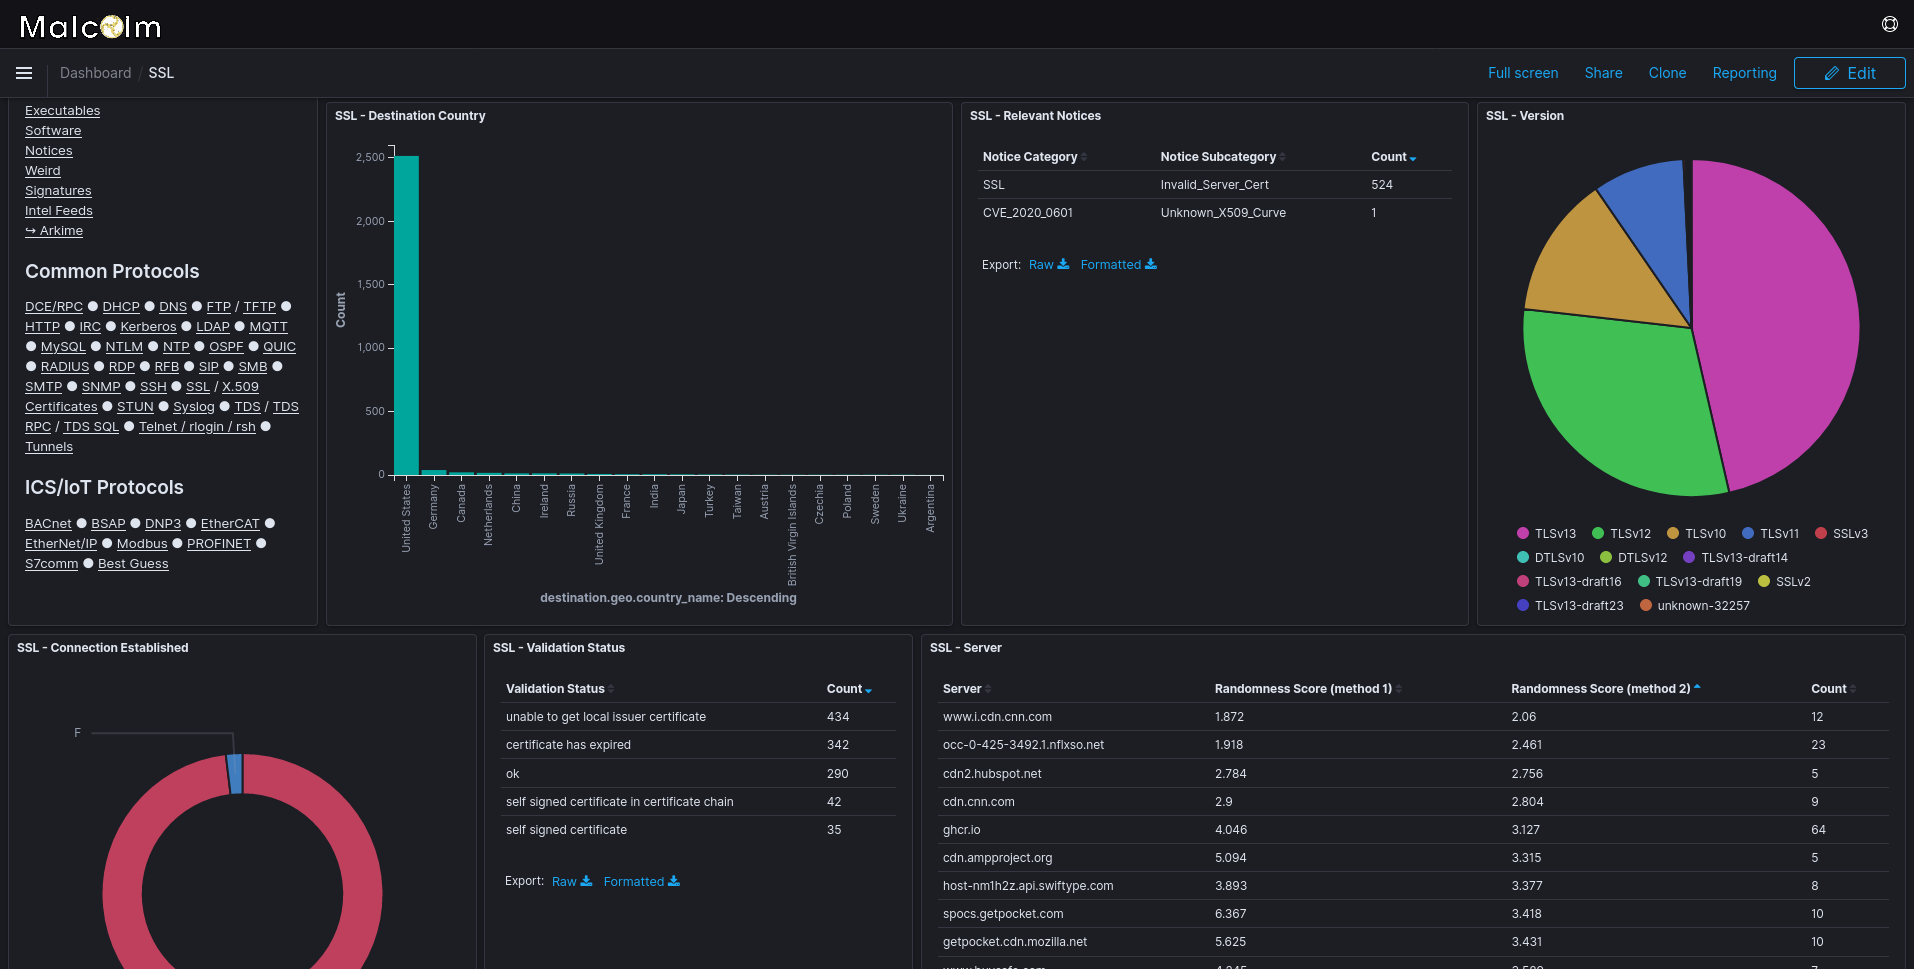 Malcolm
Dashboard / SSL
Full screen
Share
Clone
Reporting
Edit
Executables
Software
Notices
Weird
Signatures
Intel Feeds
↪ Arkime
Common Protocols
DCE/RPC ● DHCP ● DNS ● FTP / TFTP ●
HTTP ● IRC ● Kerberos ● LDAP ● MQTT
● MySQL ● NTLM ● NTP ● OSPF ● QUIC
● RADIUS ● RDP ● RFB ● SIP ● SMB ●
SMTP ● SNMP ● SSH ● SSL / X.509
Certificates ● STUN ● Syslog ● TDS / TDS
RPC / TDS SQL ● Telnet / rlogin / rsh ●
Tunnels
ICS/IoT Protocols
BACnet ● BSAP ● DNP3 ● EtherCAT ●
EtherNet/IP ● Modbus ● PROFINET ●
S7comm ● Best Guess
SSL - Destination Country
Count
2,500
2,000
1,500
1,000
500
0
United States
Germany
Canada
Netherlands
China
Ireland
Russia
United Kingdom
France
India
Japan
Turkey
Taiwan
Austria
British Virgin Islands
Czechia
Poland
Sweden
Ukraine
Argentina
destination.geo.country_name: Descending
SSL - Relevant Notices
Notice Category Notice Subcategory Count
SSL Invalid_Server_Cert 524
CVE_2020_0601 Unknown_X509_Curve 1
Export: Raw Formatted
SSL - Version
TLSv13 TLSv12 TLSv10 TLSv11 SSLv3
DTLSv10 DTLSv12 TLSv13-draft14
TLSv13-draft16 TLSv13-draft19 SSLv2
TLSv13-draft23 unknown-32257
SSL - Connection Established
F
SSL - Validation Status
Validation Status Count
unable to get local issuer certificate 434
certificate has expired 342
ok 290
self signed certificate in certificate chain 42
self signed certificate 35
Export: Raw Formatted
SSL - Server
Server Randomness Score (method 1) Randomness Score (method 2) Count
www.i.cdn.cnn.com 1.872 2.06 12
occ-0-425-3492.1.nflxso.net 1.918 2.461 23
cdn2.hubspot.net 2.784 2.756 5
cdn.cnn.com 2.9 2.804 9
ghcr.io 4.046 3.127 64
cdn.ampproject.org 5.094 3.315 5
host-nm1h2z.api.swiftype.com 3.893 3.377 8
spocs.getpocket.com 6.367 3.418 10
getpocket.cdn.mozilla.net 5.625 3.431 10